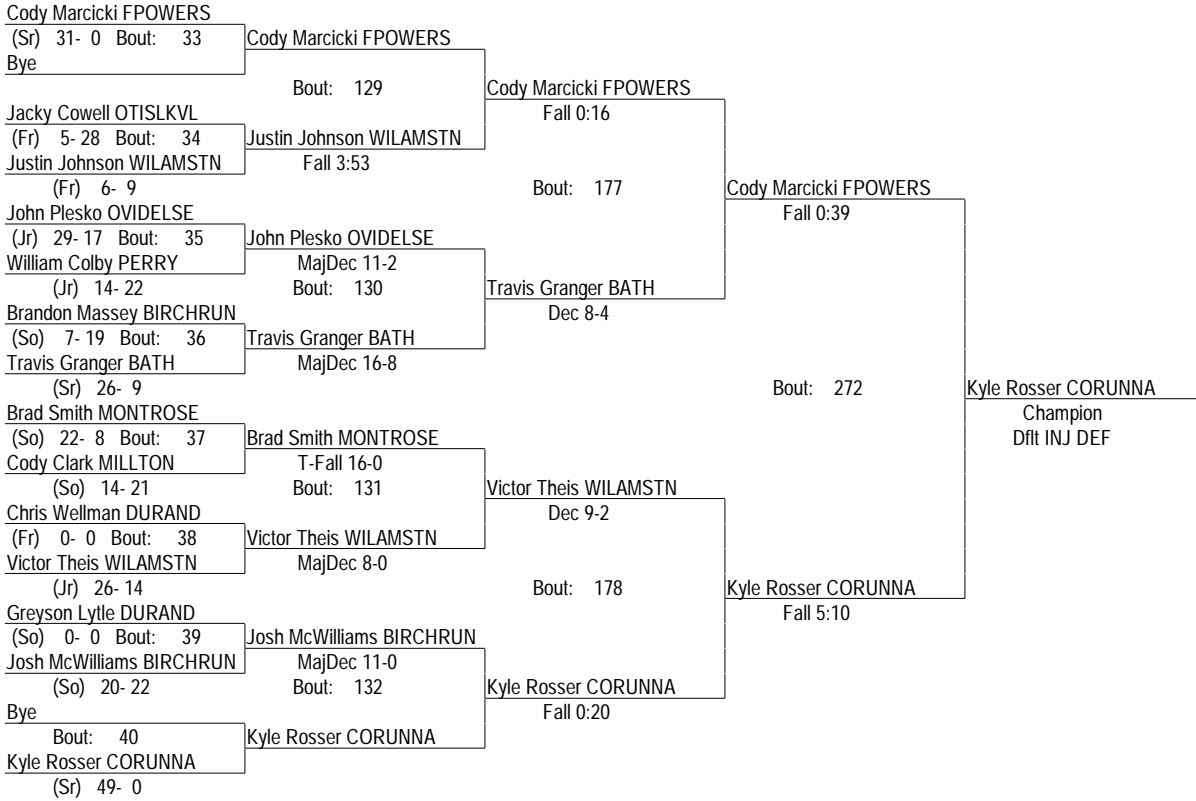 Cody Marcicki FPOWERS
(Sr) 31- 0 Bout: 33
Bye
Jacky Cowell OTISLKVL
(Fr) 5- 28 Bout: 34
Justin Johnson WILAMSTN
(Fr) 6- 9
John Plesko OVIDELSE
(Jr) 29- 17 Bout: 35
William Colby PERRY
(Jr) 14- 22
Brandon Massey BIRCHRUN
(So) 7- 19 Bout: 36
Travis Granger BATH
(Sr) 26- 9
Brad Smith MONTROSE
(So) 22- 8 Bout: 37
Cody Clark MILLTON
(So) 14- 21
Chris Wellman DURAND
(Fr) 0- 0 Bout: 38
Victor Theis WILAMSTN
(Jr) 26- 14
Greyson Lytle DURAND
(So) 0- 0 Bout: 39
Josh McWilliams BIRCHRUN
(So) 20- 22
Bye
Bout: 40
Kyle Rosser CORUNNA
(Sr) 49- 0
Cody Marcicki FPOWERS
Bout: 129
Justin Johnson WILAMSTN
Fall 3:53
John Plesko OVIDELSE
MajDec 11-2
Bout: 130
Travis Granger BATH
MajDec 16-8
Brad Smith MONTROSE
T-Fall 16-0
Bout: 131
Victor Theis WILAMSTN
MajDec 8-0
Josh McWilliams BIRCHRUN
MajDec 11-0
Bout: 132
Kyle Rosser CORUNNA
Cody Marcicki FPOWERS
Fall 0:16
Bout: 177
Travis Granger BATH
Dec 8-4
Victor Theis WILAMSTN
Dec 9-2
Bout: 178
Kyle Rosser CORUNNA
Fall 0:20
Cody Marcicki FPOWERS
Fall 0:39
Bout: 272
Kyle Rosser CORUNNA
Fall 5:10
Kyle Rosser CORUNNA
Champion
Dflt INJ DEF